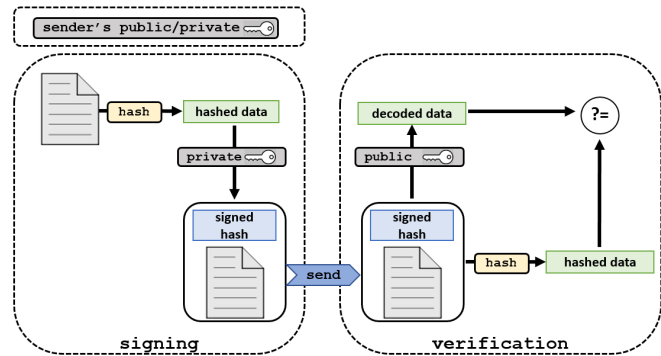 sender's public/private
hash
hashed data
private
signed
hash
signing
send
decoded data
?=
public
signed
hash
hash
hashed data
verification